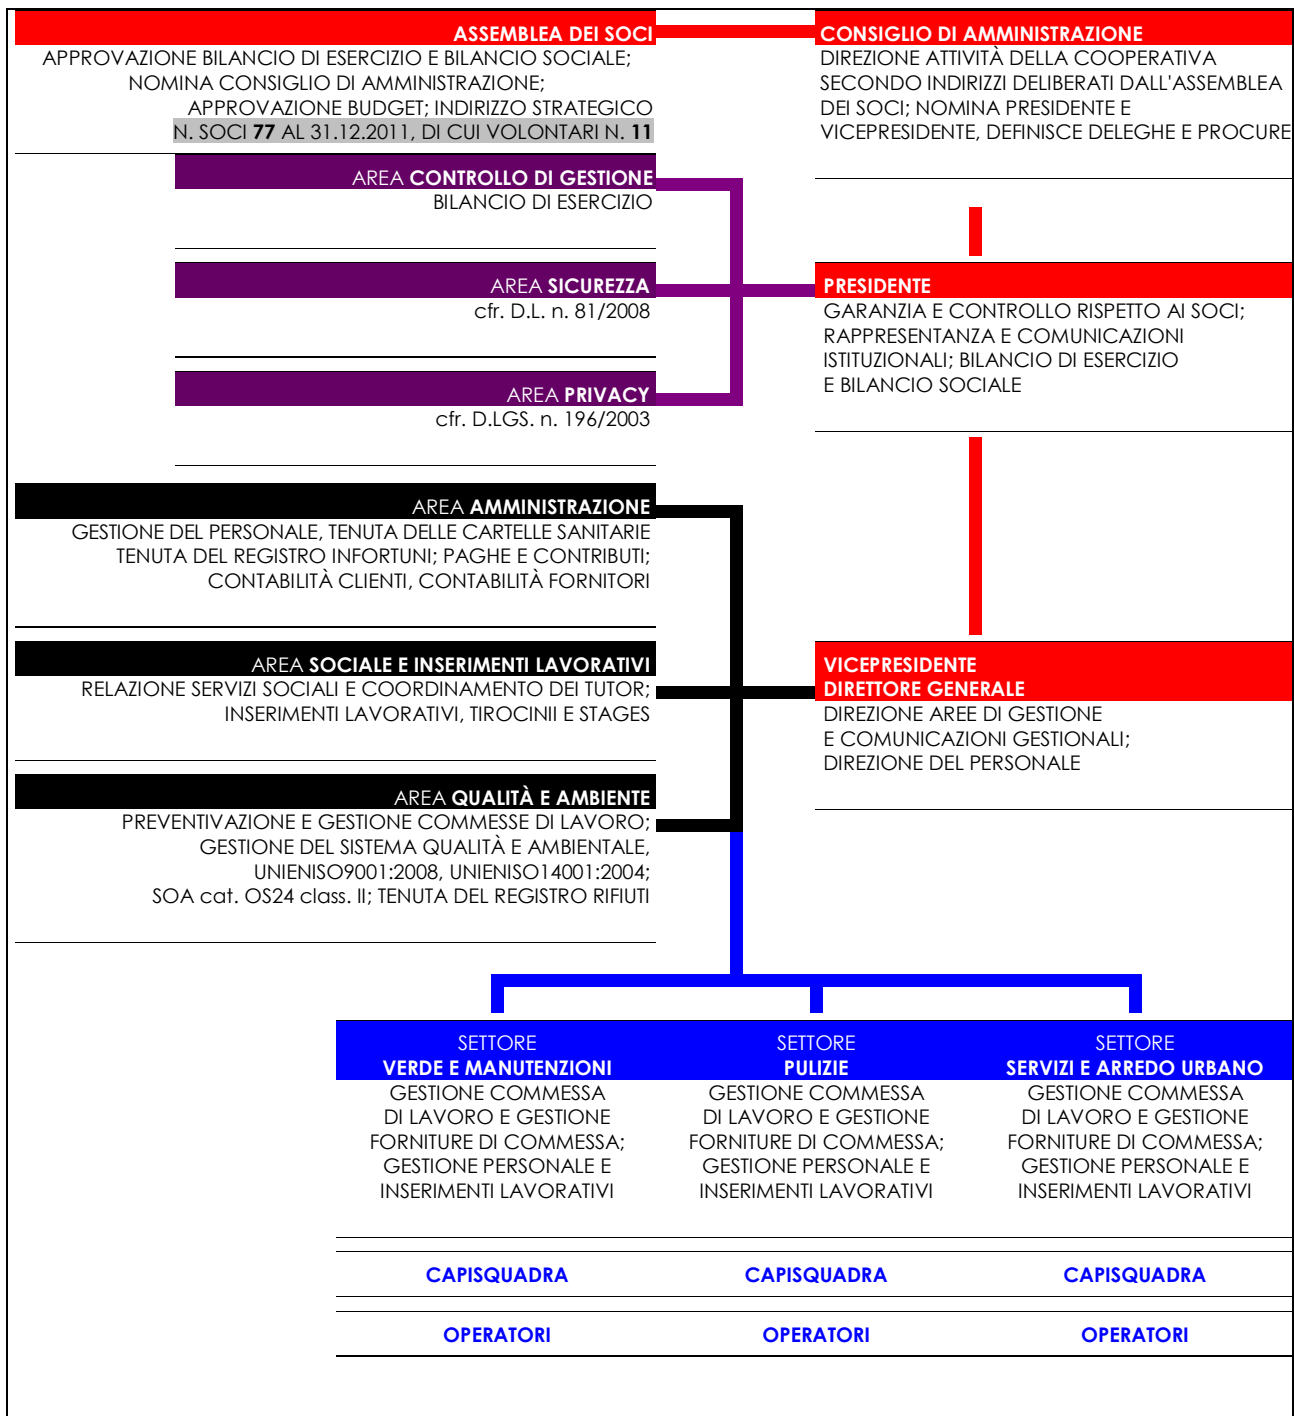 ASSEMBLEA DEI SOCI
APPROVAZIONE BILANCIO DI ESERCIZIO E BILANCIO SOCIALE;
NOMINA CONSIGLIO DI AMMINISTRAZIONE;
APPROVAZIONE BUDGET; INDIRIZZO STRATEGICO
N. SOCI 77 AL 31.12.2011, DI CUI VOLONTARI N. 11
CONSIGLIO DI AMMINISTRAZIONE
DIREZIONE ATTIVITÀ DELLA COOPERATIVA
SECONDO INDIRIZZI DELIBERATI DALL'ASSEMBLEA
DEI SOCI; NOMINA PRESIDENTE E
VICEPRESIDENTE, DEFINISCE DELEGHE E PROCURE
AREA CONTROLLO DI GESTIONE
BILANCIO DI ESERCIZIO
AREA SICUREZZA
cfr. D.L. n. 81/2008
AREA PRIVACY
cfr. D.LGS. n. 196/2003
PRESIDENTE
GARANZIA E CONTROLLO RISPETTO AI SOCI;
RAPPRESENTANZA E COMUNICAZIONI
ISTITUZIONALI; BILANCIO DI ESERCIZIO
E BILANCIO SOCIALE
AREA AMMINISTRAZIONE
GESTIONE DEL PERSONALE, TENUTA DELLE CARTELLE SANITARIE
TENUTA DEL REGISTRO INFORTUNI; PAGHE E CONTRIBUTI;
CONTABILITÀ CLIENTI, CONTABILITÀ FORNITORI
AREA SOCIALE E INSERIMENTI LAVORATIVI
RELAZIONE SERVIZI SOCIALI E COORDINAMENTO DEI TUTOR;
INSERIMENTI LAVORATIVI, TIROCINII E STAGES
VICEPRESIDENTE
DIRETTORE GENERALE
DIREZIONE AREE DI GESTIONE
E COMUNICAZIONI GESTIONALI;
DIREZIONE DEL PERSONALE
AREA QUALITÀ E AMBIENTE
PREVENTIVAZIONE E GESTIONE COMMESSE DI LAVORO;
GESTIONE DEL SISTEMA QUALITÀ E AMBIENTALE,
UNIENISO9001:2008, UNIENISO14001:2004;
SOA cat. OS24 class. II; TENUTA DEL REGISTRO RIFIUTI
SETTORE
VERDE E MANUTENZIONI
GESTIONE COMMESSA
DI LAVORO E GESTIONE
FORNITURE DI COMMESSA;
GESTIONE PERSONALE E
INSERIMENTI LAVORATIVI
CAPISQUADRA
OPERATORI
SETTORE
PULIZIE
GESTIONE COMMESSA
DI LAVORO E GESTIONE
FORNITURE DI COMMESSA;
GESTIONE PERSONALE E
INSERIMENTI LAVORATIVI
CAPISQUADRA
OPERATORI
SETTORE
SERVIZI E ARREDO URBANO
GESTIONE COMMESSA
DI LAVORO E GESTIONE
FORNITURE DI COMMESSA;
GESTIONE PERSONALE E
INSERIMENTI LAVORATIVI
CAPISQUADRA
OPERATORI